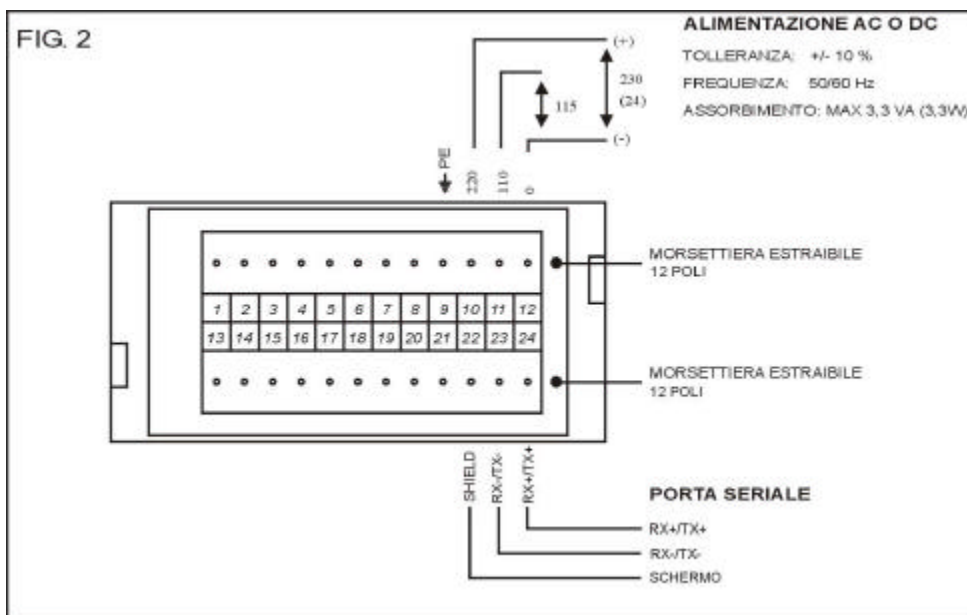 FIG. 2
ALIMENTAZIONE AC O DC
TOLLERANZA: +/- 10 %
FREQUENZA: 50/60 Hz
ASSORBIMENTO: MAX 3,3 VA (3,3W)
(+)
230
(24)
115
(-)
PE
220
110
0
MORSETTIERA ESTRAIBILE
12 POLI
1 2 3 4 5 6 7 8 9 10 11 12
13 14 15 16 17 18 19 20 21 22 23 24
MORSETTIERA ESTRAIBILE
12 POLI
SHIELD
RX-/TX-
RX+/TX+
PORTA SERIALE
RX+/TX+
RX-/TX-
SCHERMO